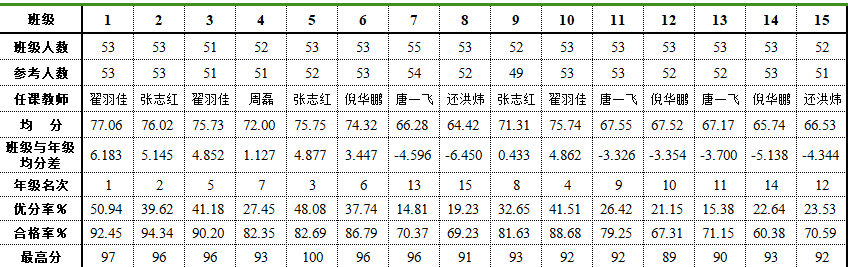 班级 1 2 3 4 5 6 7 8 9 10 11 12 13 14 15
班级人数 53 53 51 52 53 53 55 53 52 53 53 53 53 53 52
参考人数 53 53 51 51 52 53 54 52 49 53 53 52 52 53 51
任课教师 翟羽佳 张志红 翟羽佳 周磊 张志红 倪华鹏 唐一飞 还洪炜 张志红 翟羽佳 唐一飞 倪华鹏 唐一飞 倪华鹏 还洪炜
均 分 77.06 76.02 75.73 72.00 75.75 74.32 66.28 64.42 71.31 75.74 67.55 67.52 67.17 65.74 66.53
班级与年级
均分差 6.183 5.145 4.852 1.127 4.877 3.447 -4.596 -6.450 0.433 4.862 -3.326 -3.354 -3.700 -5.138 -4.344
年级名次 1 2 5 7 3 6 13 15 8 4 9 10 11 14 12
优分率% 50.94 39.62 41.18 27.45 48.08 37.74 14.81 19.23 32.65 41.51 26.42 21.15 15.38 22.64 23.53
合格率% 92.45 94.34 90.20 82.35 82.69 86.79 70.37 69.23 81.63 88.68 79.25 67.31 71.15 60.38 70.59
最高分 97 96 96 93 100 96 96 91 93 92 92 89 90 93 92